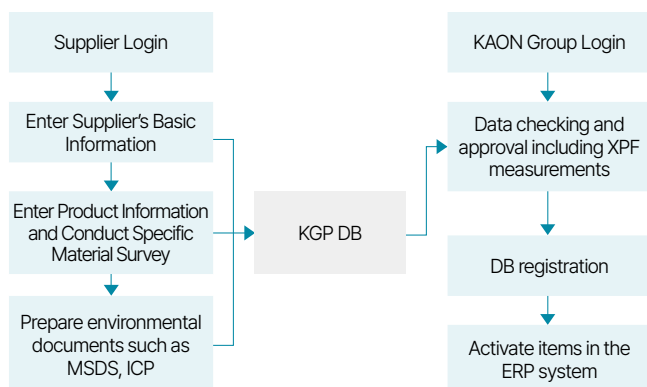 Supplier Login
Enter Supplier's Basic
Information
Enter Product Information
and Conduct Specific
Material Survey
Prepare environmental
documents such as
MSDS, ICP
KGP DB
KAON Group Login
Data checking and
approval including XPF
measurements
DB registration
Activate items in the
ERP system